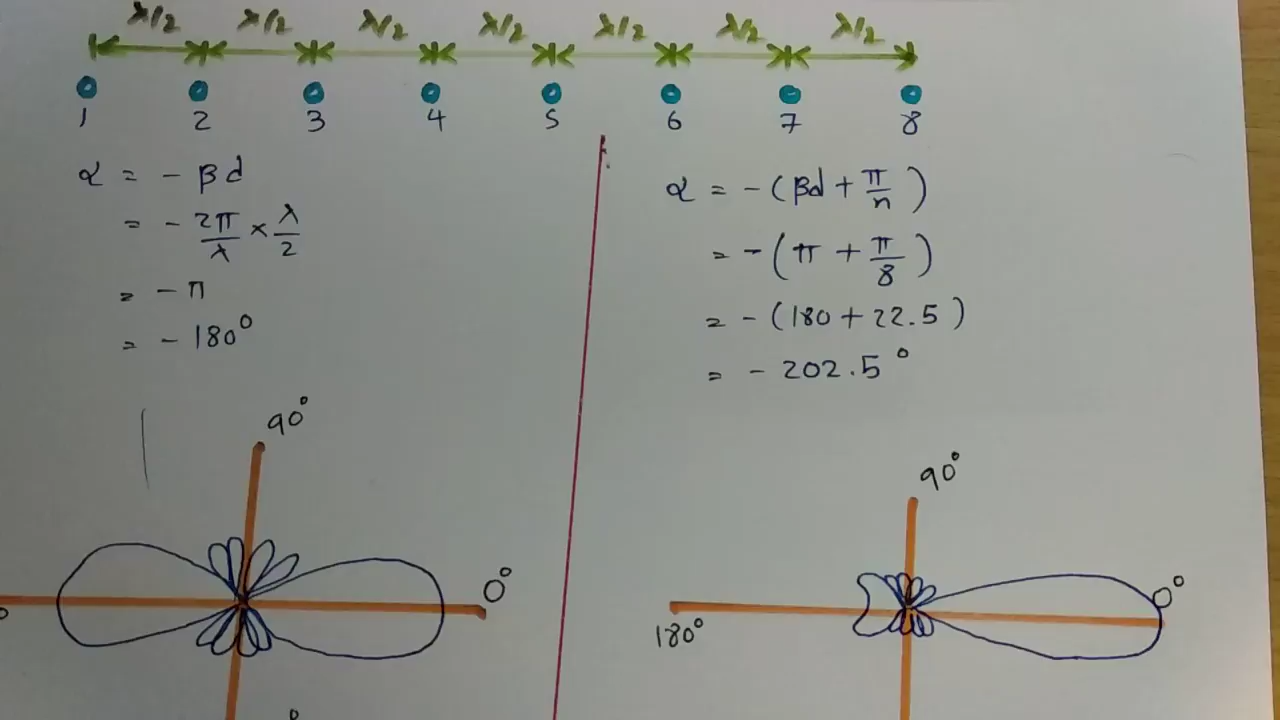 λ/2 λ/2 λ/2 λ/2 λ/2 λ/2 λ/2
1 2 3 4 5 6 7 8
α = - βd
= - 2π/λ × λ/2
= - π
= - 180°
90°
0°
α = - (βd + π/n)
= - (π + π/8)
= - (180 + 22.5)
= - 202.5°
90°
0°
180°